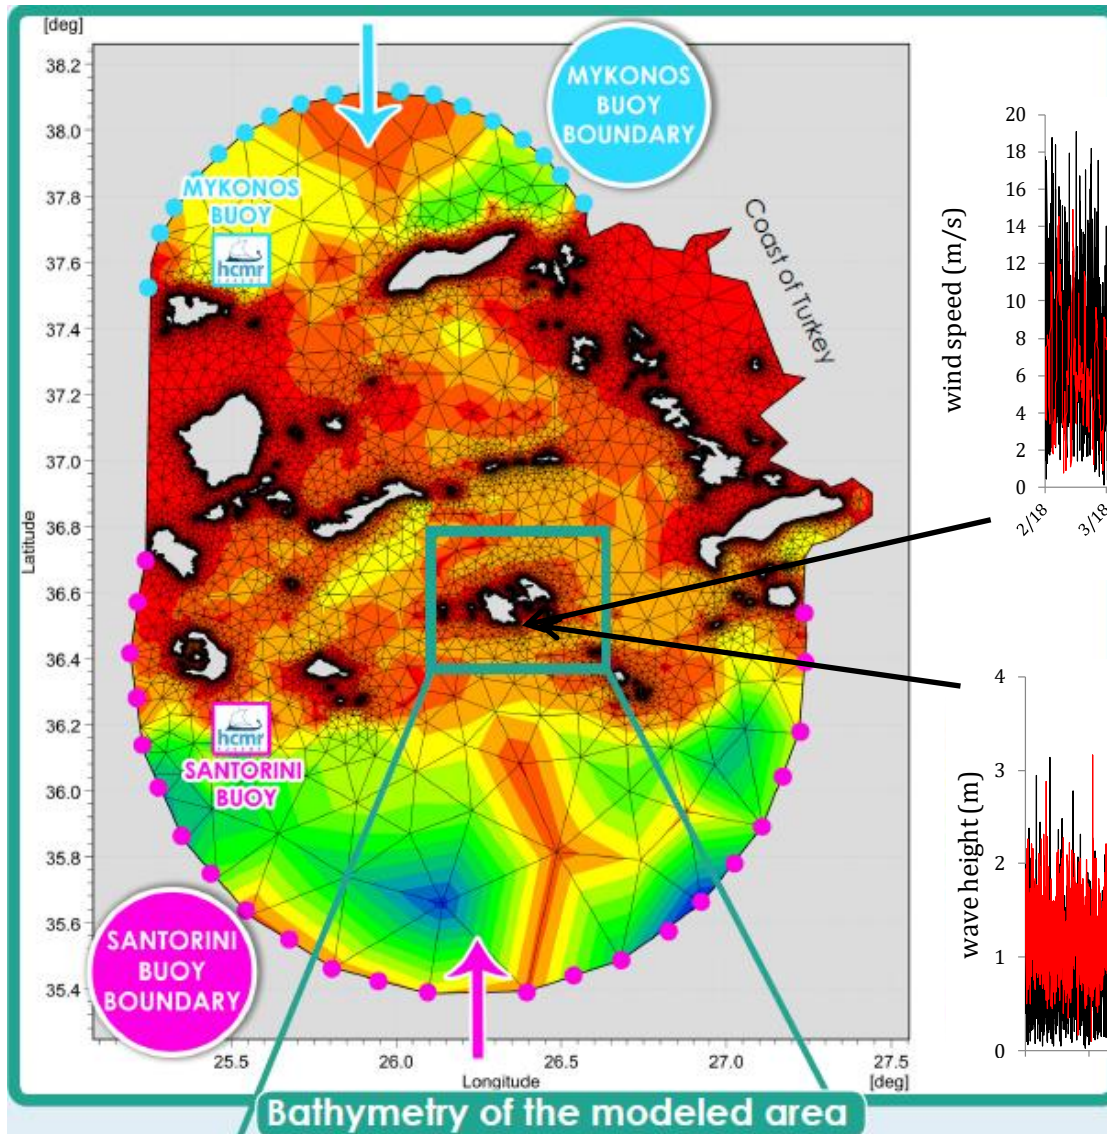 [deg]
38.2
38.0
37.8
37.6
37.4
37.2
37.0
36.8
36.6
36.4
36.2
36.0
35.8
35.6
35.4
Latitude
25.5
26.0
26.5
27.0
27.5
Longitude
[deg]
MYKONOS
BUOY
BOUNDARY
MYKONOS
BUOY
hcmr
Coast of Turkey
hcmr
SANTORINI
BUOY
SANTORINI
BUOY
BOUNDARY
Bathymetry of the modeled area
wind speed (m/s)
20
18
16
14
12
10
8
6
4
2
0
2/18
3/18
wave height (m)
4
3
2
1
0